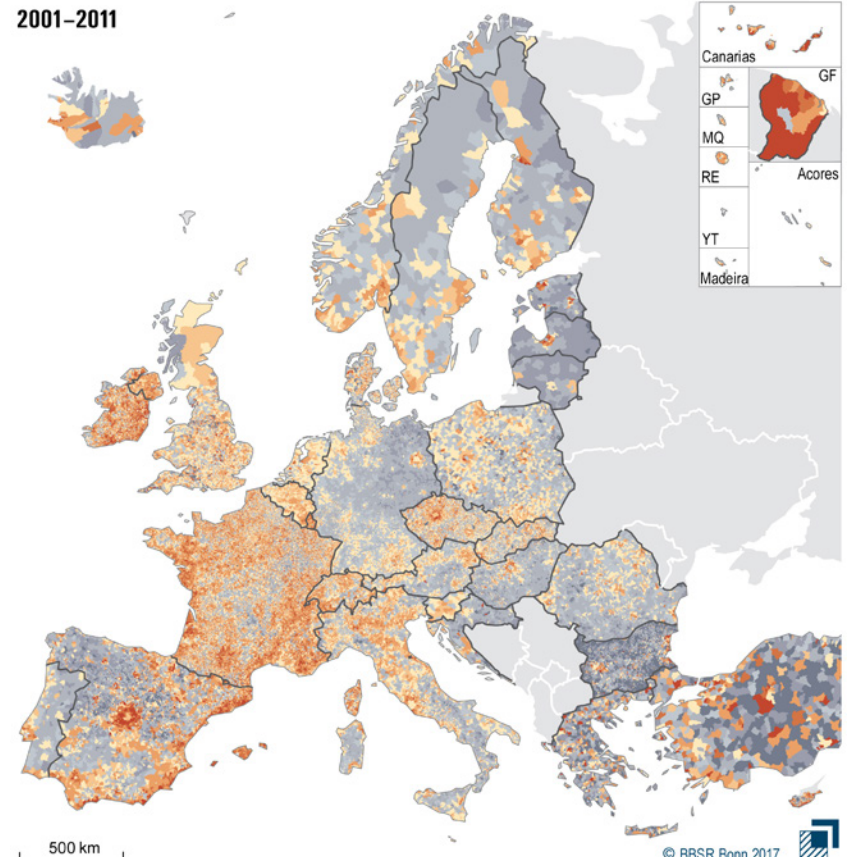 2001–2011
Canarias
GP
GF
MQ
RE
Acores
YT
Madeira
500 km
© BBSR Bonn 2017